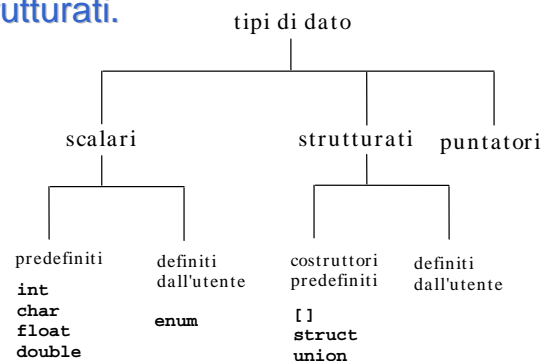 rutturati.
tipi di dato
scalari
strutturati
puntatori
predefiniti
int
char
float
double
definiti
dall'utente
enum
costruttori
predefiniti
[]
struct
union
definiti
dall'utente